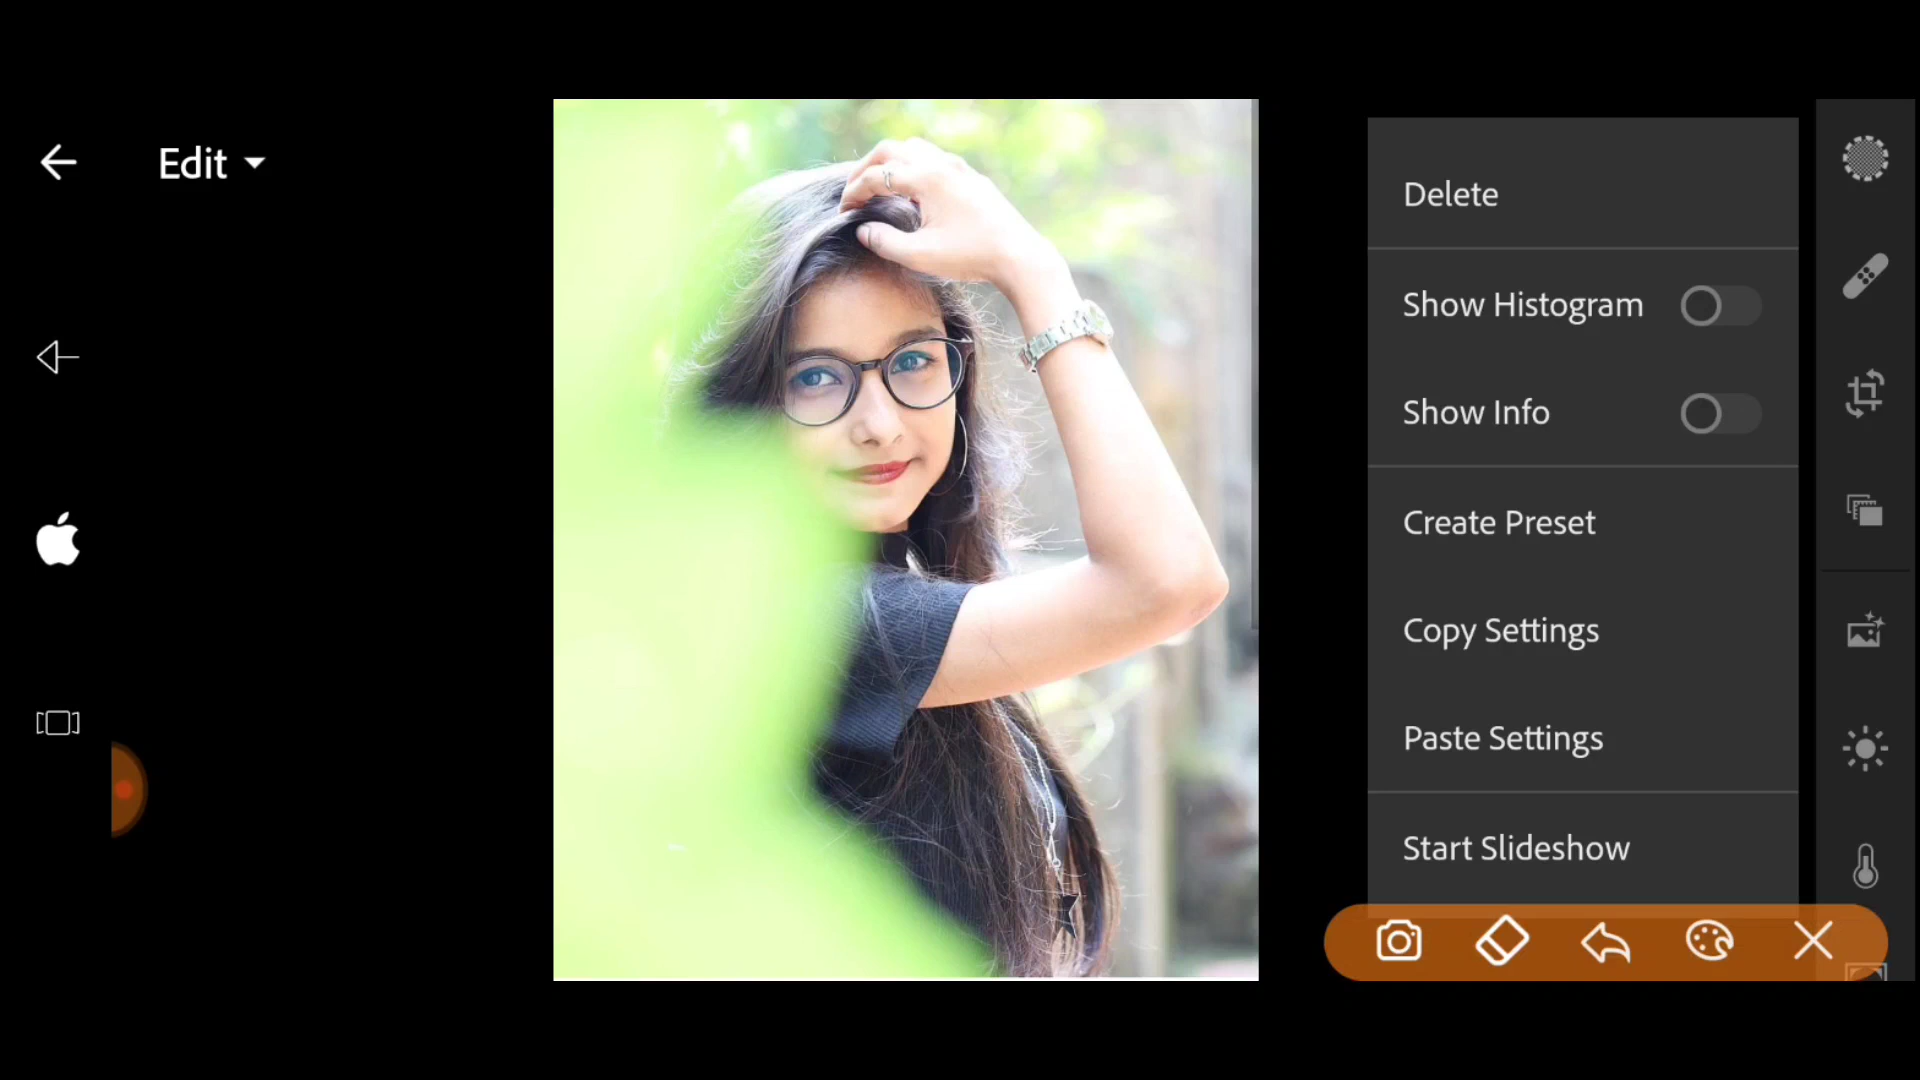 Edit
Delete
Show Histogram
Show Info
Create Preset
Copy Settings
Paste Settings
Start Slideshow